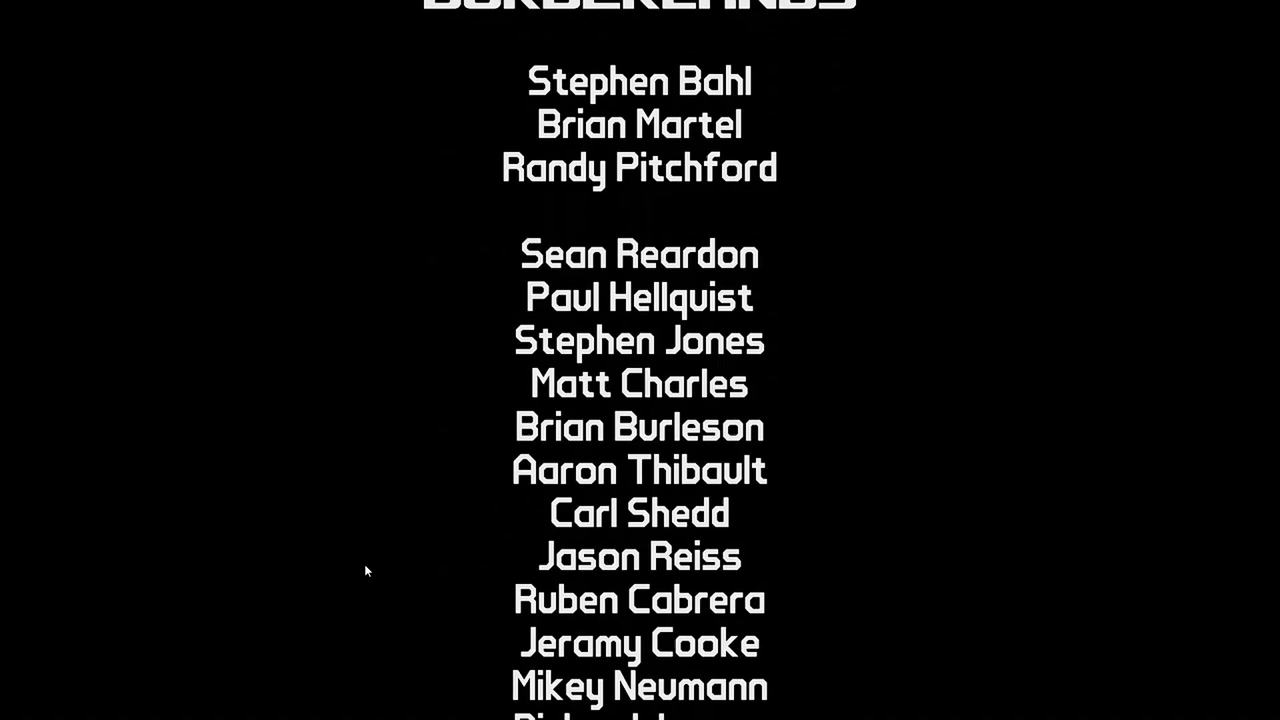 BORDERLANDS
Stephen Bahl
Brian Martel
Randy Pitchford
Sean Reardon
Paul Hellquist
Stephen Jones
Matt Charles
Brian Burleson
Aaron Thibault
Carl Shedd
Jason Reiss
Ruben Cabrera
Jeramy Cooke
Mikey Neumann